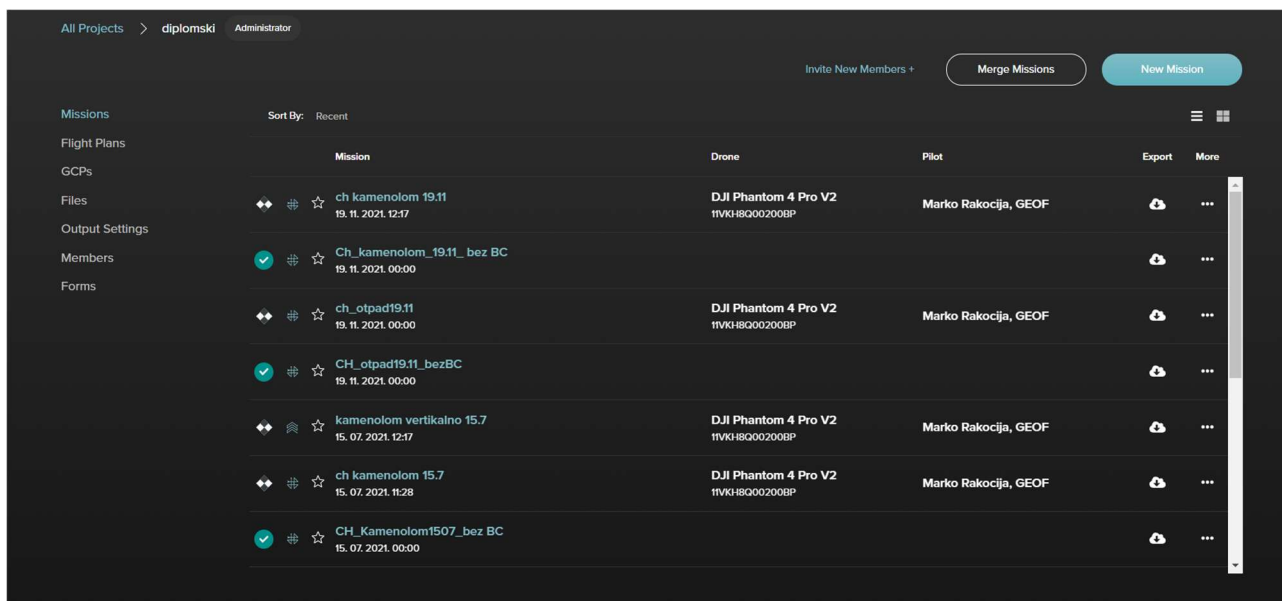 All Projects > diplomski Administrator
Invite New Members + Merge Missions New Mission
Missions
Flight Plans
GCPs
Files
Output Settings
Members
Forms
Sort By: Recent
Mission Drone Pilot Export More
ch kamenolom 19.11 DJI Phantom 4 Pro V2 Marko Rakocija, GEOF
19. 11. 2021. 12:17 11VKH8Q00200BP
Ch_kamenolom_19.11_ bez BC
19. 11. 2021. 00:00
ch_otpad19.11 DJI Phantom 4 Pro V2 Marko Rakocija, GEOF
19. 11. 2021. 00:00 11VKH8Q00200BP
CH_otpad19.11_bezBC
19. 11. 2021. 00:00
kamenolom vertikalno 15.7 DJI Phantom 4 Pro V2 Marko Rakocija, GEOF
15. 07. 2021. 12:17 11VKH8Q00200BP
ch kamenolom 15.7 DJI Phantom 4 Pro V2 Marko Rakocija, GEOF
15. 07. 2021. 11:28 11VKH8Q00200BP
CH_Kamenolom1507_bez BC
15. 07. 2021. 00:00